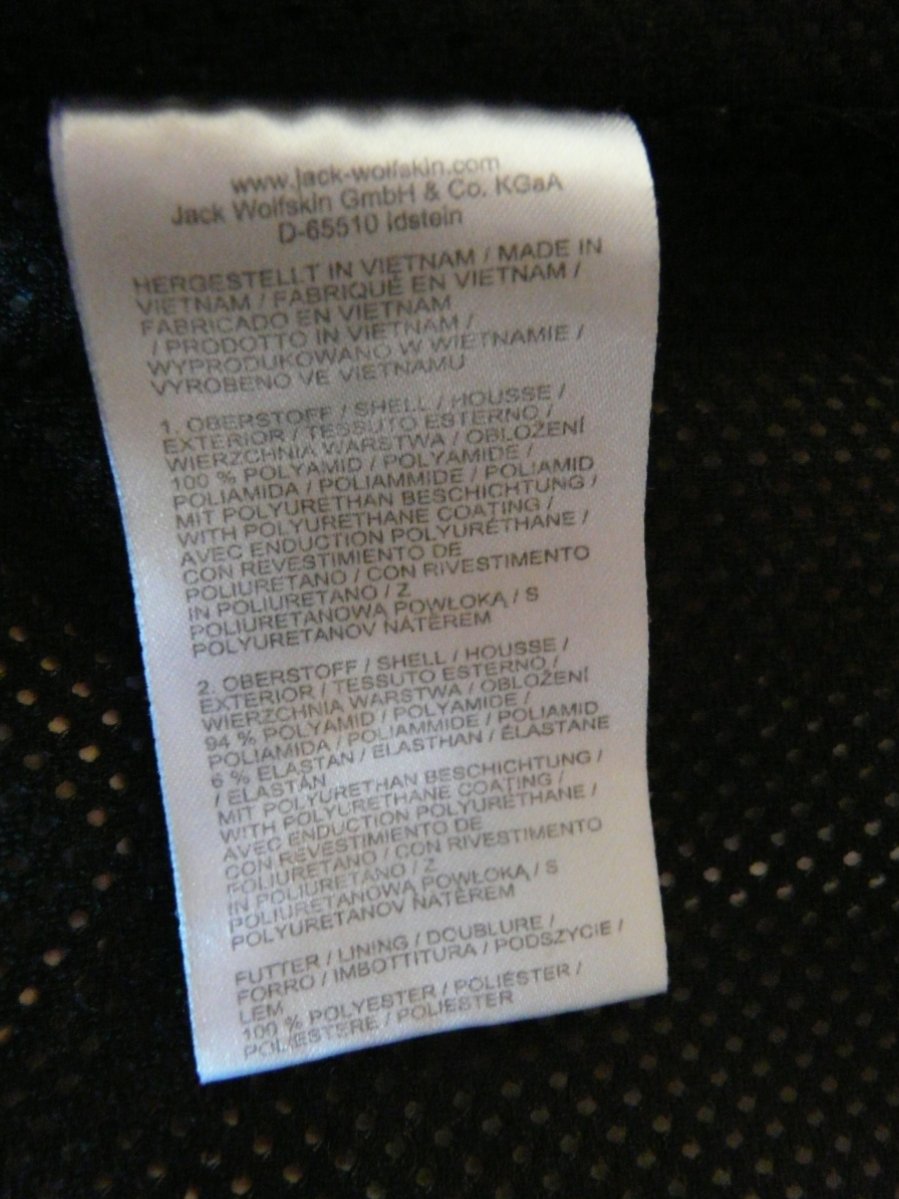 www.jack-wolfskin.com
Jack Wolfskin GmbH & Co. KGaA
D-65510 Idstein
HERGESTELLT IN VIETNAM / MADE IN
VIETNAM / FABRIQUÉ EN VIETNAM /
FABRICADO EN VIETNAM
/ PRODOTTO IN VIETNAM /
WYPRODUKOWANO W WIETNAMIE /
VYROBENO VE VIETNAMU
1. OBERSTOFF / SHELL / HOUSSE /
EXTERIOR / TESSUTO ESTERNO /
WIERZCHNIA WARSTWA / OBLOŽENÍ
100 % POLYAMID / POLYAMIDE /
POLIAMIDA / POLIAMMIDE / POLIAMID
MIT POLYURETHAN BESCHICHTUNG /
WITH POLYURETHANE COATING /
AVEC ENDUCTION POLYURÉTHANE /
CON REVESTIMIENTO DE
POLIURETANO / CON RIVESTIMENTO
IN POLIURETANO / Z
POLIURETANOWĄ POWŁOKĄ / S
POLYURETANOV NÁTĚREM
2. OBERSTOFF / SHELL / HOUSSE /
EXTERIOR / TESSUTO ESTERNO /
WIERZCHNIA WARSTWA / OBLOŽENÍ
94 % POLYAMID / POLYAMIDE /
POLIAMIDA / POLIAMMIDE / POLIAMID
6 % ELASTAN / ELASTHAN / ÉLASTANE
/ ELASTÁN
MIT POLYURETHAN BESCHICHTUNG /
WITH POLYURETHANE COATING /
AVEC ENDUCTION POLYURÉTHANE /
CON REVESTIMIENTO DE
POLIURETANO / CON RIVESTIMENTO
IN POLIURETANO / Z
POLIURETANOWĄ POWŁOKĄ / S
POLYURETANOV NÁTĚREM
FUTTER / LINING / DOUBLURE /
FORRO / IMBOTTITURA / PODSZYCIE /
LEM
100 % POLYESTER / POLIÉSTER /
POLIESTERE / POLIESTER